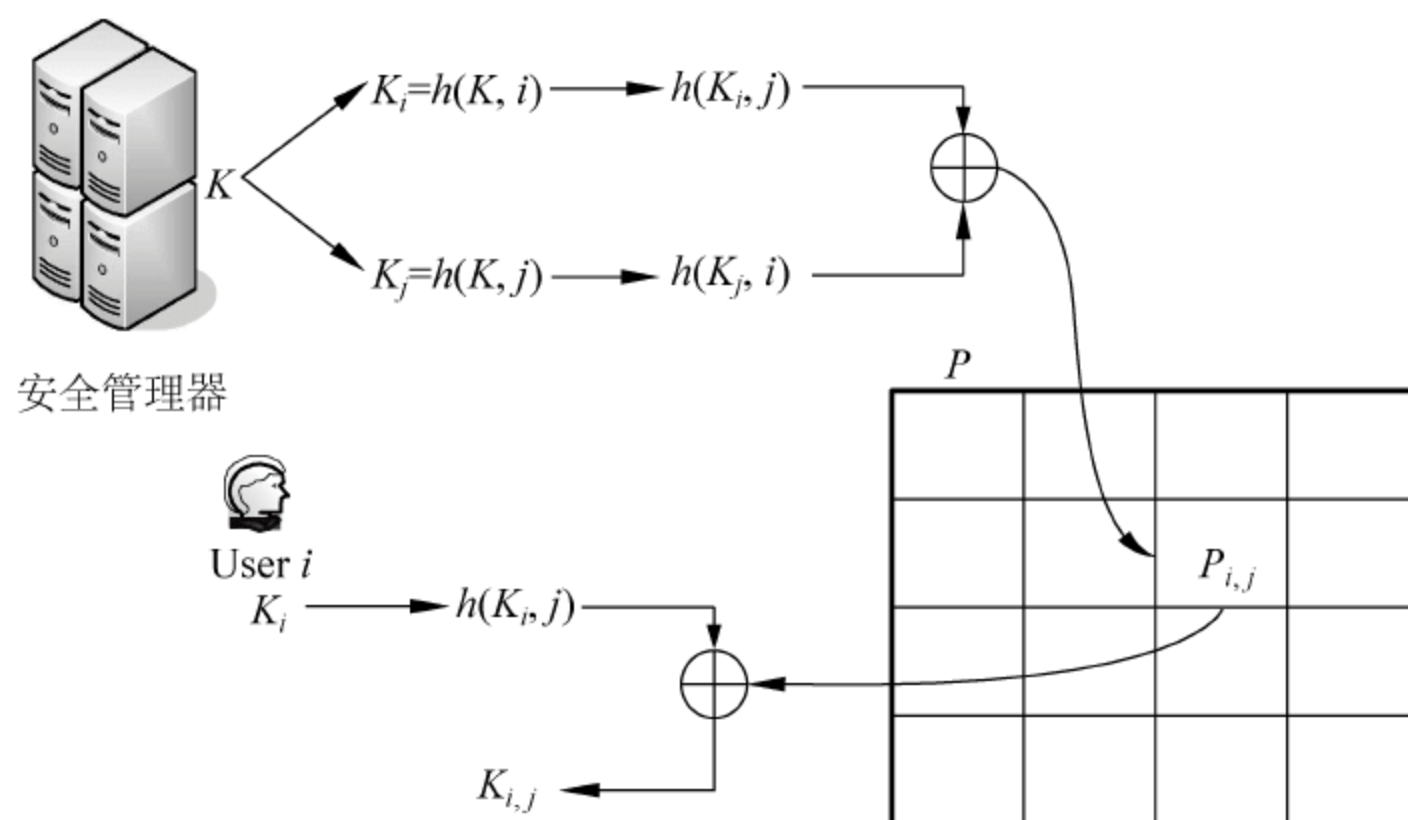 K_i=h(K, i)
h(K_i, j)
K
K_j=h(K, j)
h(K_j, i)
安全管理器
P
User i
K_i
h(K_i, j)
P_{i, j}
K_{i, j}